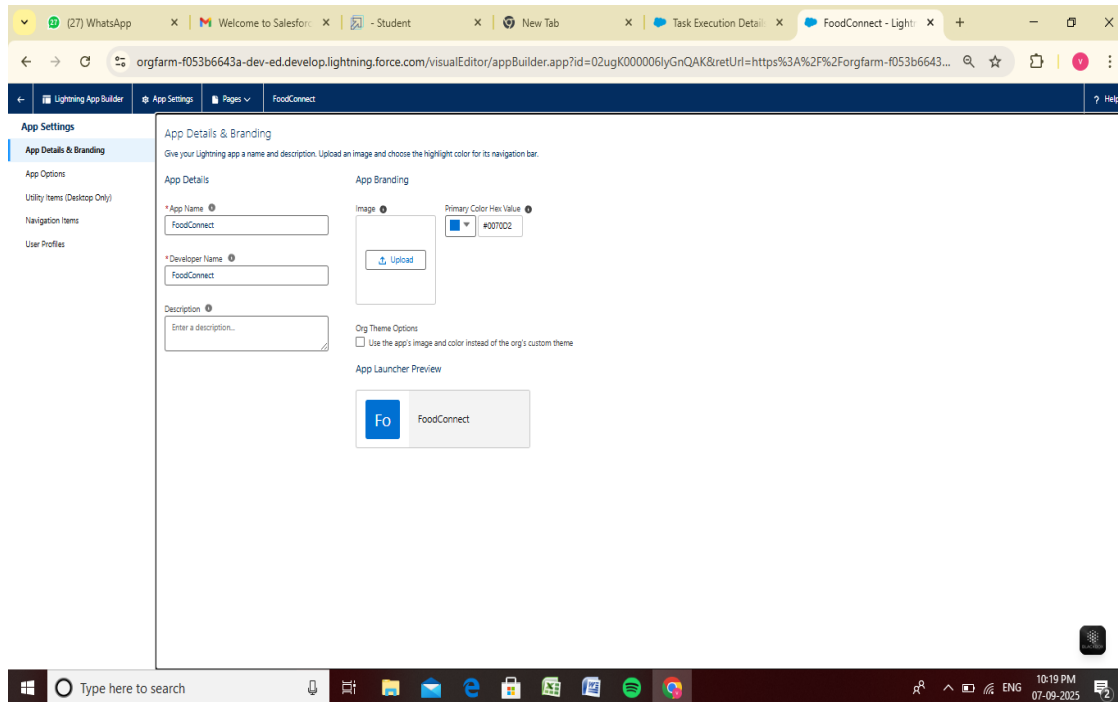 (27) WhatsApp
Welcome to Salesforc
- Student
New Tab
Task Execution Detail
FoodConnect - Lightn
orgfarm-f053b6643a-dev-ed.develop.lightning.force.com/visualEditor/appBuilder.app?id=02ugK000006IyGnQAK&retUrl=https%3A%2F%2Forgfarm-f053b6643...
V
Lightning App Builder
App Settings
Pages
FoodConnect
? Help
App Settings
App Details & Branding
App Options
Utility Items (Desktop Only)
Navigation Items
User Profiles
App Details & Branding
Give your Lightning app a name and description. Upload an image and choose the highlight color for its navigation bar.
App Details
*App Name
FoodConnect
*Developer Name
FoodConnect
Description
Enter a description...
App Branding
Image
Upload
Primary Color Hex Value
#0070D2
Org Theme Options
Use the app's image and color instead of the org's custom theme
App Launcher Preview
Fo
FoodConnect
Type here to search
ENG
10:19 PM
07-09-2025
2